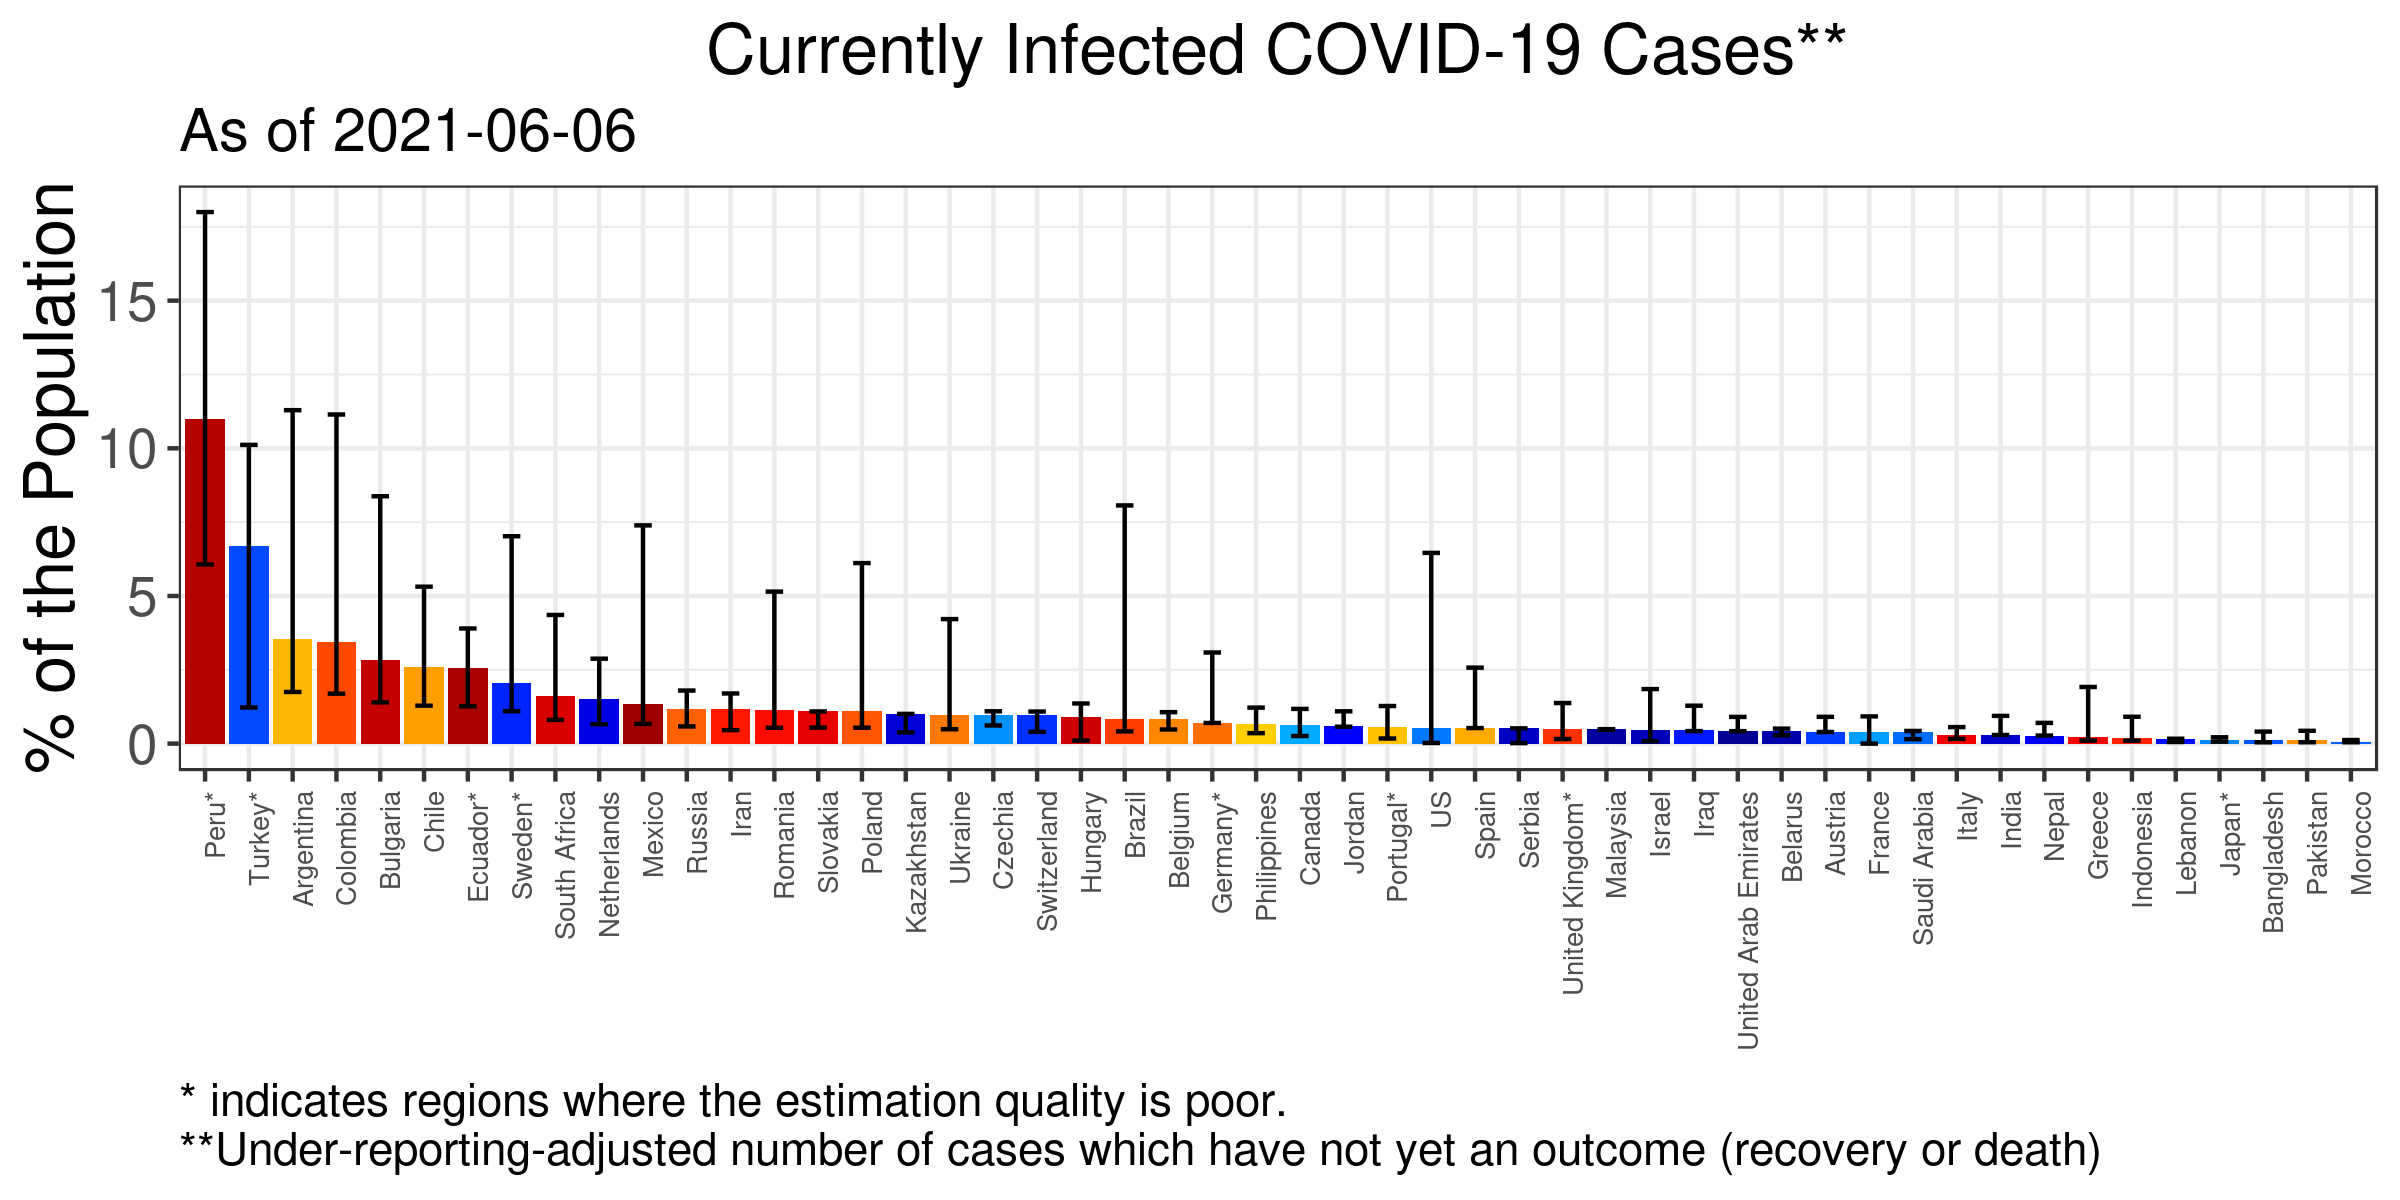 Currently Infected COVID-19 Cases**
As of 2021-06-06
% of the Population
15
10
5
0
Peru*
Turkey*
Argentina
Colombia
Bulgaria
Chile
Ecuador*
Sweden*
South Africa
Netherlands
Mexico
Russia
Iran
Romania
Slovakia
Poland
Kazakhstan
Ukraine
Czechia
Switzerland
Hungary
Brazil
Belgium
Germany*
Philippines
Canada
Jordan
Portugal*
US
Spain
Serbia
United Kingdom*
Malaysia
Israel
Iraq
United Arab Emirates
Belarus
Austria
France
Saudi Arabia
Italy
India
Nepal
Greece
Indonesia
Lebanon
Japan*
Bangladesh
Pakistan
Morocco
* indicates regions where the estimation quality is poor.
**Under-reporting-adjusted number of cases which have not yet an outcome (recovery or death)